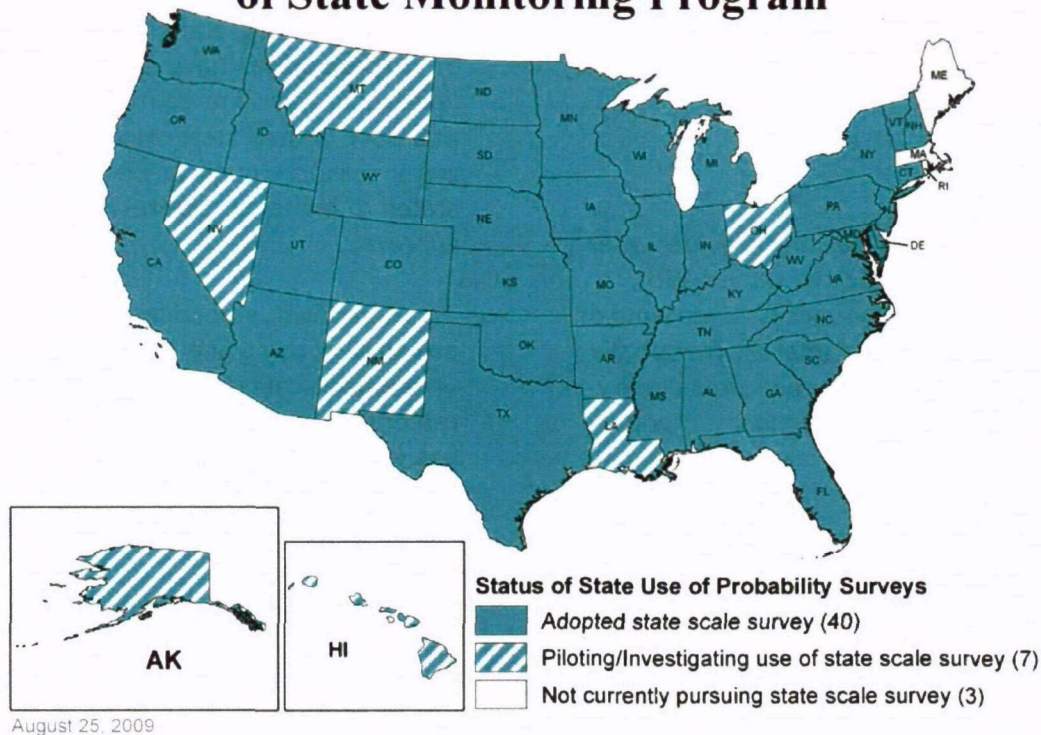 of State Monitoring Program
WA
MT
ND
MN
ME
OR
ID
SD
WI
MI
VT
NH
NY
MA
CT
RI
WY
IA
PA
NE
OH
NV
UT
CO
IL
IN
WV
MD
DE
CA
KS
MO
KY
VA
AZ
NM
OK
AR
TN
NC
SC
TX
LA
MS
AL
GA
FL
AK
HI
Status of State Use of Probability Surveys
Adopted state scale survey (40)
Piloting/Investigating use of state scale survey (7)
Not currently pursuing state scale survey (3)
August 25, 2009